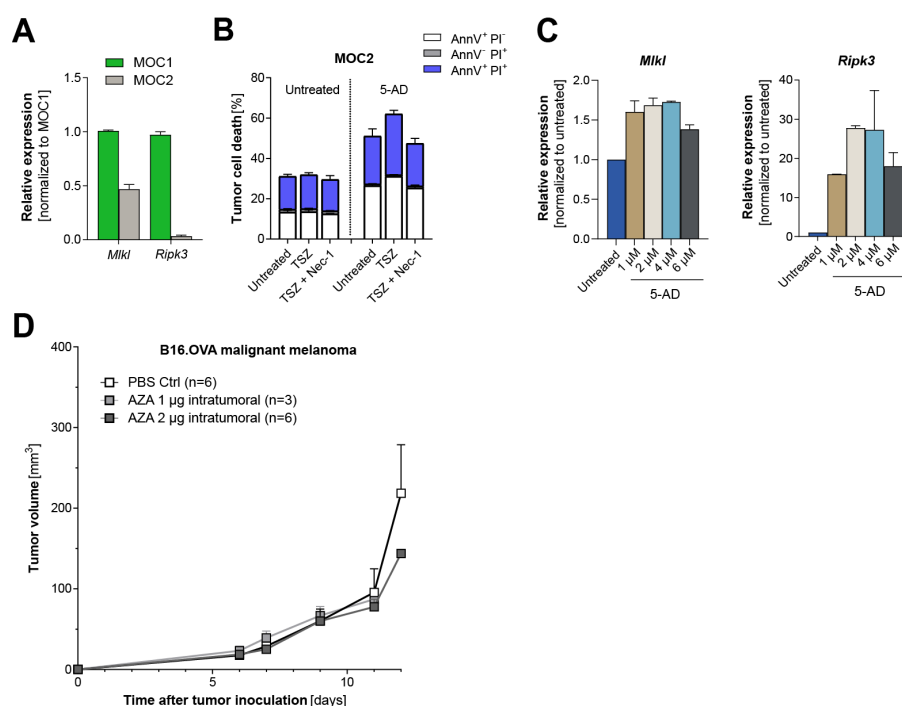 A
MOC1
MOC2
Relative expression
[normalized to MOC1]
1.5
1.0
0.5
0.0
Mlkl
Ripk3
B
AnnV+ PI-
AnnV- PI+
AnnV+ PI+
MOC2
Untreated
5-AD
Tumor cell death [%]
80
60
40
20
0
Untreated
TSZ
TSZ + Nec-1
Untreated
TSZ
TSZ + Nec-1
C
Mlkl
Relative expression
[normalized to untreated]
2.0
1.5
1.0
0.5
0.0
Untreated
1 µM
2 µM
4 µM
6 µM
5-AD
Ripk3
Relative expression
[normalized to untreated]
40
30
20
10
0
Untreated
1 µM
2 µM
4 µM
6 µM
5-AD
D
B16.OVA malignant melanoma
PBS Ctrl (n=6)
AZA 1 µg intratumoral (n=3)
AZA 2 µg intratumoral (n=6)
Tumor volume [mm³]
400
300
200
100
0
0
5
10
Time after tumor inoculation [days]